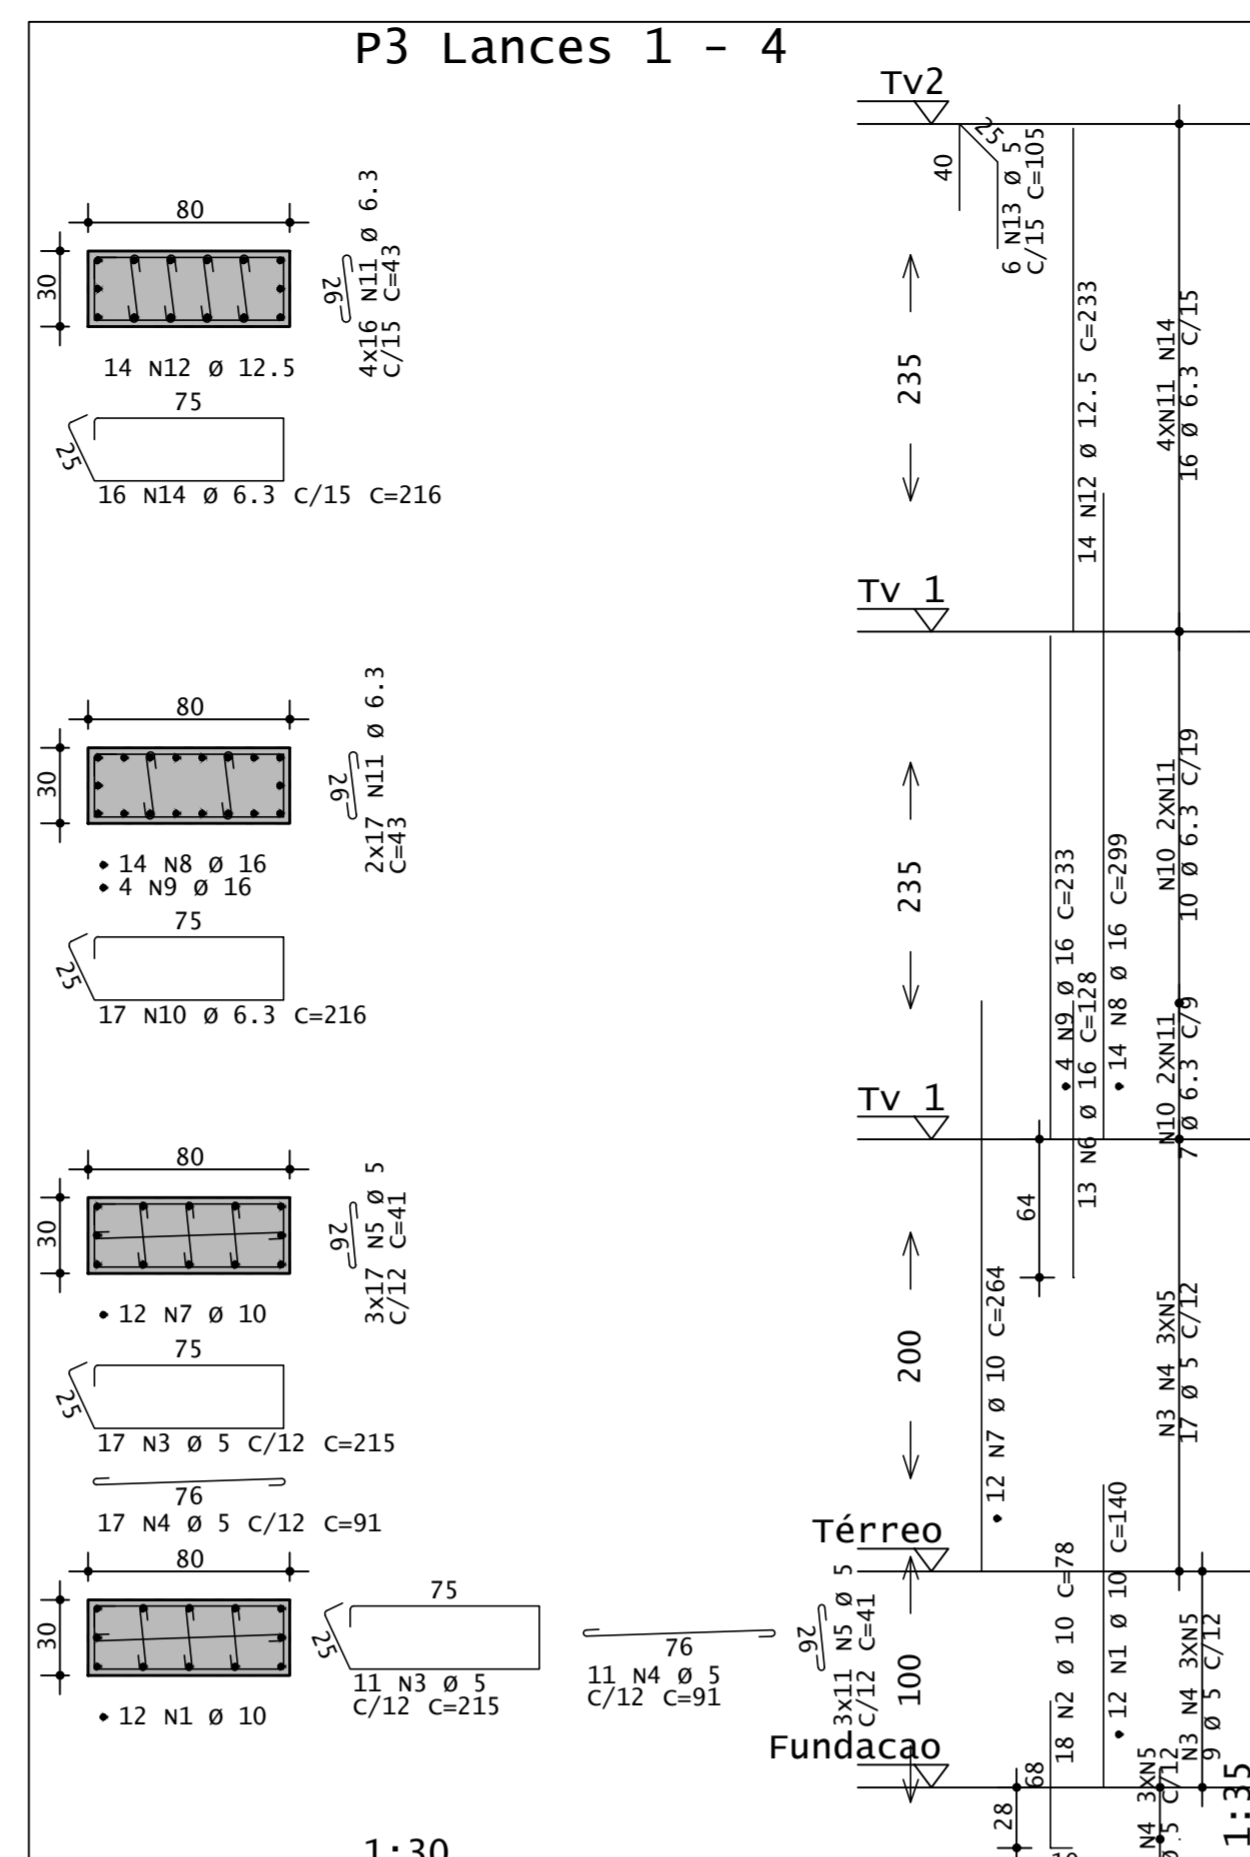 P3 Lances 1 - 4
Tv2
40
25
6 N13 Ø 5
C/15 C=105
80
30
26
4x16 N11 Ø 6.3
C/15 C=43
14 N12 Ø 12.5
75
25
16 N14 Ø 6.3 C/15 C=216
235
14 N12 Ø 12.5 C=233
4XN11 N14
16 Ø 6.3 C/15
Tv 1
80
30
26
2x17 N11 Ø 6.3
C=43
14 N8 Ø 16
4 N9 Ø 16
75
25
17 N10 Ø 6.3 C=216
235
4 N9 Ø 16 C=233
13 N6 Ø 16 C=128
14 N8 Ø 16 C=299
N10 2XN11
10 Ø 6.3 C/19
N10 2XN11
7 Ø 6.3 C/9
Tv 1
80
30
26
3x17 N5 Ø 5
C/12 C=41
12 N7 Ø 10
75
25
17 N3 Ø 5 C/12 C=215
76
17 N4 Ø 5 C/12 C=91
64
200
12 N7 Ø 10 C=264
N3 N4 3XN5
17 Ø 5 C/12
Térreo
80
30
12 N1 Ø 10
75
25
11 N3 Ø 5
C/12 C=215
76
11 N4 Ø 5
C/12 C=91
26
3x11 N5 Ø 5
C/12 C=41
100
18 N2 Ø 10 C=78
12 N1 Ø 10 C=140
N3 N4 3XN5
9 Ø 5 C/12
Fundacao
68
28
N4 3XN5
Ø 5 C/12
1:30
1:35